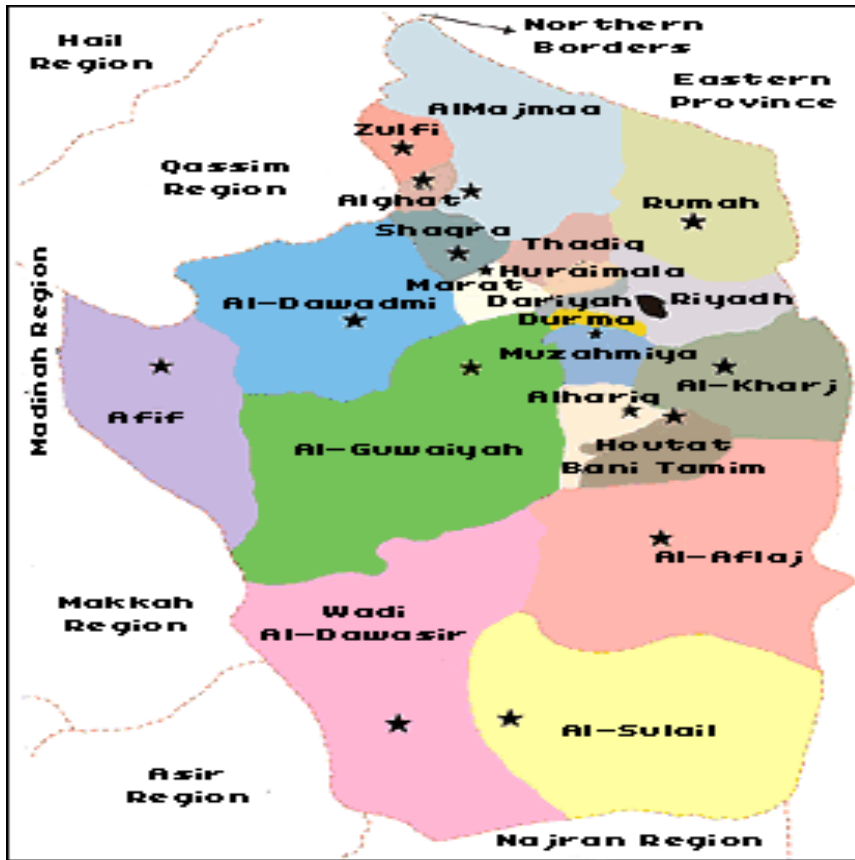 Northern
Borders
Hail
Region
Eastern
Province
AlMajmaa
Zulfi
Qassim
Region
Alghat
Rumah
Shaqra
Thadiq
Huraimala
Marat
Al-Dawadmi
Dariyah
Riyadh
Durma
Madinah Region
Muzahmiya
Al-Kharj
Alhariq
Afif
Al-Guwaiyah
Houtat
Bani Tamim
Al-Aflaj
Makkah
Region
Wadi
Al-Dawasir
Al-Sulail
Asir
Region
Najran Region